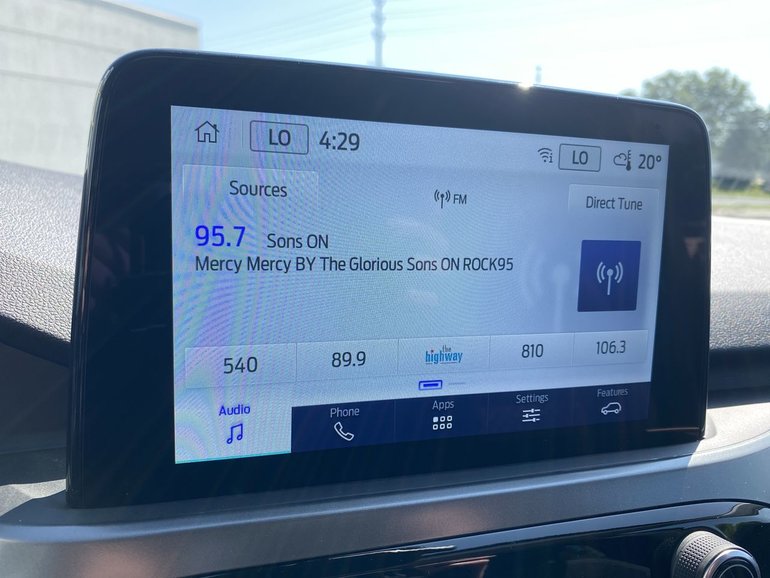 LO 4:29 LO 20°
Sources FM Direct Tune
95.7 Sons ON
Mercy Mercy BY The Glorious Sons ON ROCK95
540 89.9 the highway 810 106.3
Audio Phone Apps Settings Features